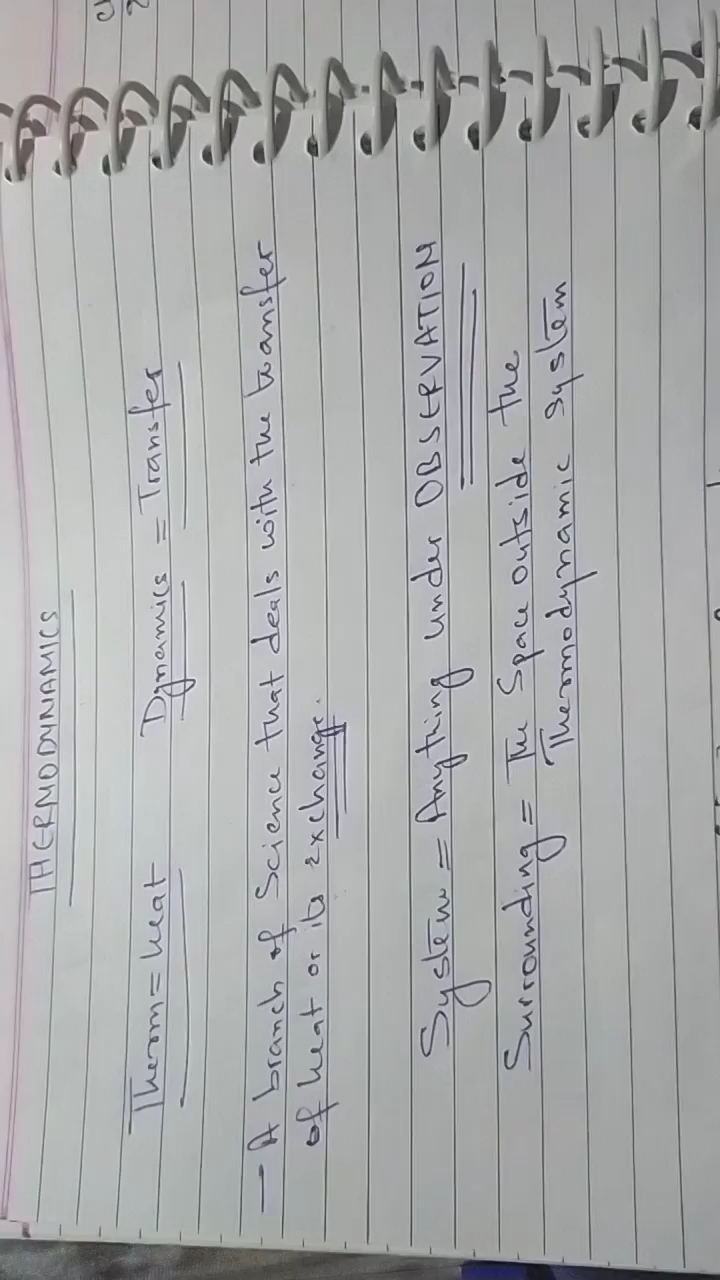 THERMODYNAMICS
Therm = heat Dynamics = Transfer
- A branch of Science that deals with the transfer
of heat or its exchange.
System = Anything under OBSERVATION
Surrounding = The Space outside the
Thermodynamic system